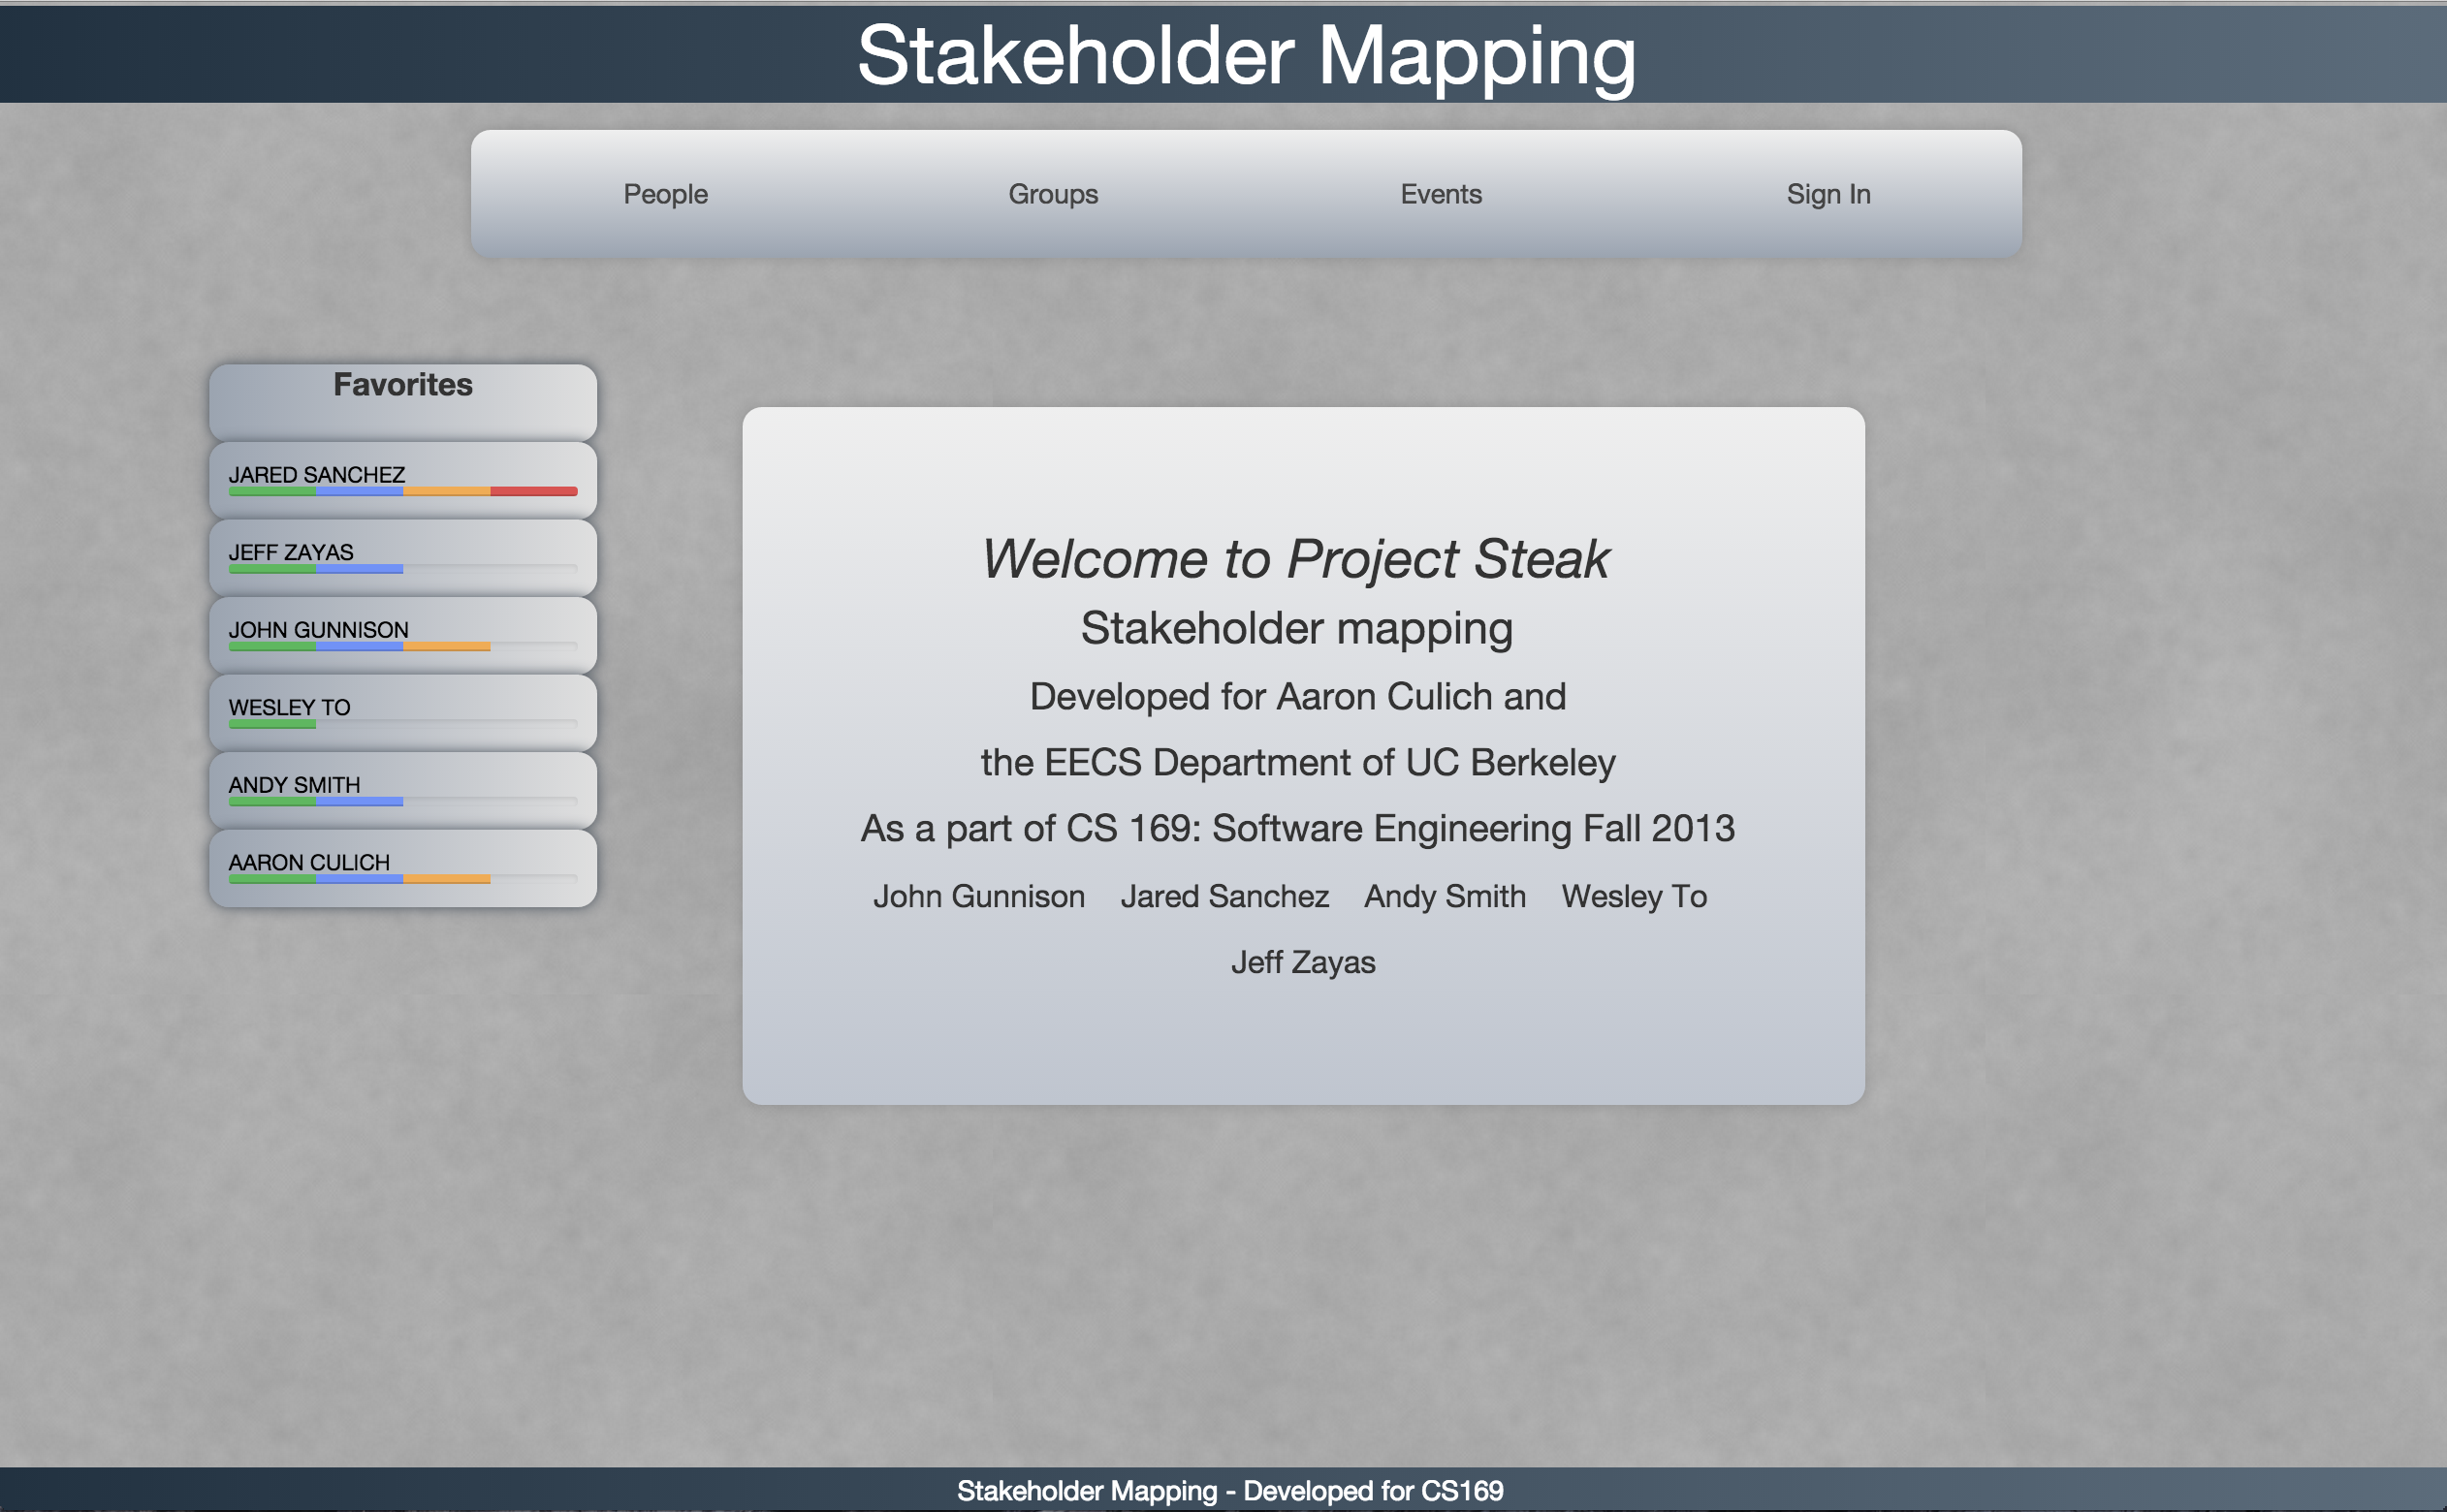 Stakeholder Mapping
People Groups Events Sign In
Favorites
JARED SANCHEZ
JEFF ZAYAS
JOHN GUNNISON
WESLEY TO
ANDY SMITH
AARON CULICH
Welcome to Project Steak
Stakeholder mapping
Developed for Aaron Culich and
the EECS Department of UC Berkeley
As a part of CS 169: Software Engineering Fall 2013
John Gunnison Jared Sanchez Andy Smith Wesley To
Jeff Zayas
Stakeholder Mapping - Developed for CS169